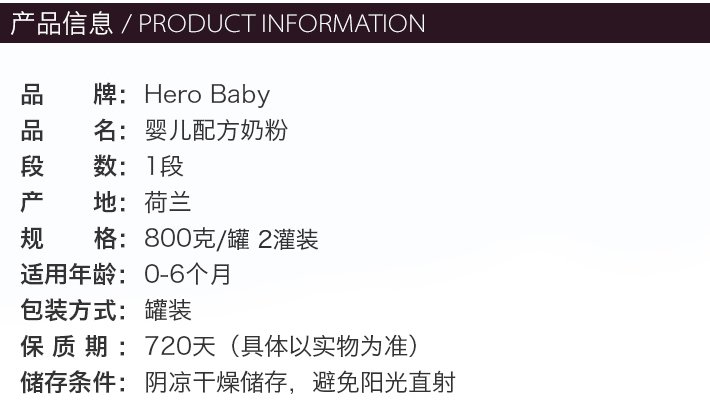 产品信息 / PRODUCT INFORMATION
品 牌：Hero Baby
品 名：婴儿配方奶粉
段 数：1段
产 地：荷兰
规 格：800克/罐 2灌装
适用年龄：0-6个月
包装方式：罐装
保 质 期 ：720天（具体以实物为准）
储存条件：阴凉干燥储存，避免阳光直射